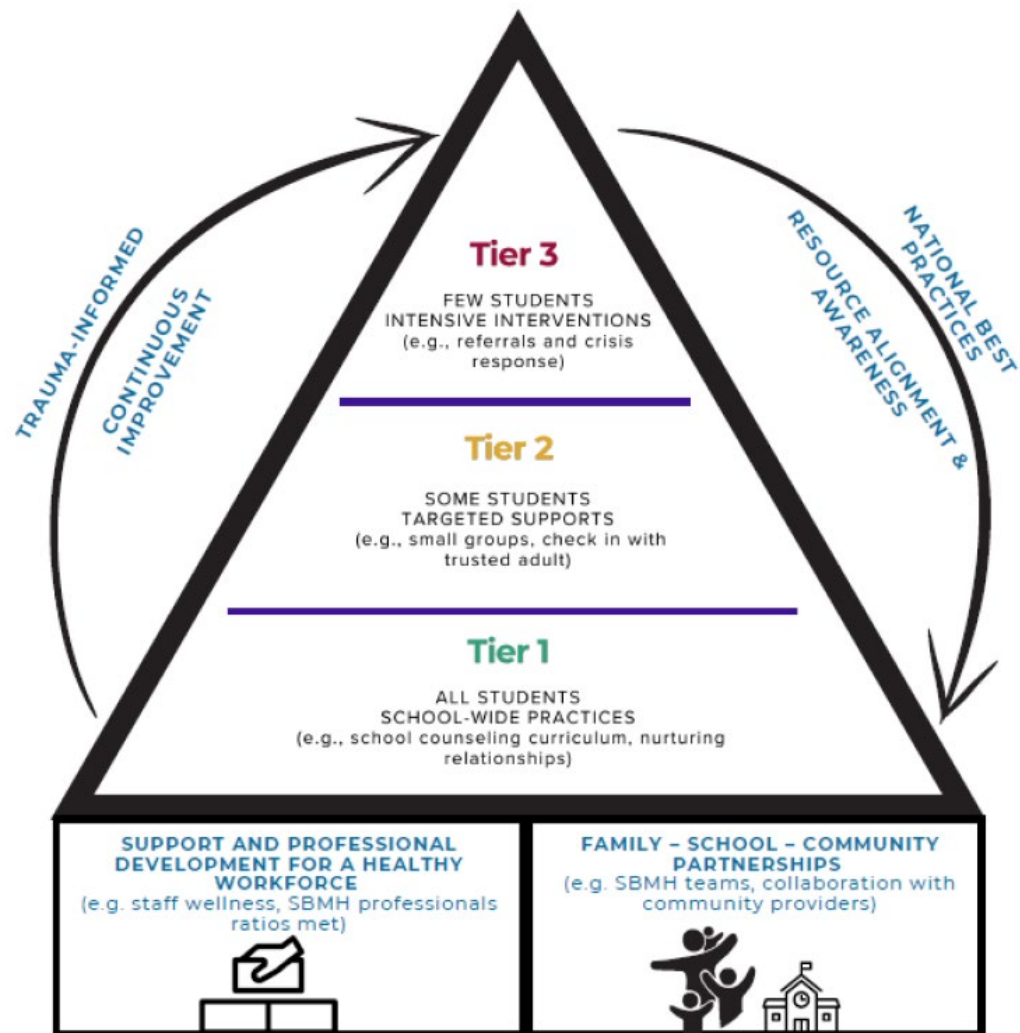 TRAUMA-INFORMED
CONTINUOUS
IMPROVEMENT
NATIONAL BEST
PRACTICES
RESOURCE ALIGNMENT &
AWARENESS
Tier 3
FEW STUDENTS
INTENSIVE INTERVENTIONS
(e.g., referrals and crisis
response)
Tier 2
SOME STUDENTS
TARGETED SUPPORTS
(e.g., small groups, check in with
trusted adult)
Tier 1
ALL STUDENTS
SCHOOL-WIDE PRACTICES
(e.g., school counseling curriculum, nurturing
relationships)
SUPPORT AND PROFESSIONAL
DEVELOPMENT FOR A HEALTHY
WORKFORCE
(e.g. staff wellness, SBMH professionals
ratios met)
FAMILY – SCHOOL – COMMUNITY
PARTNERSHIPS
(e.g. SBMH teams, collaboration with
community providers)